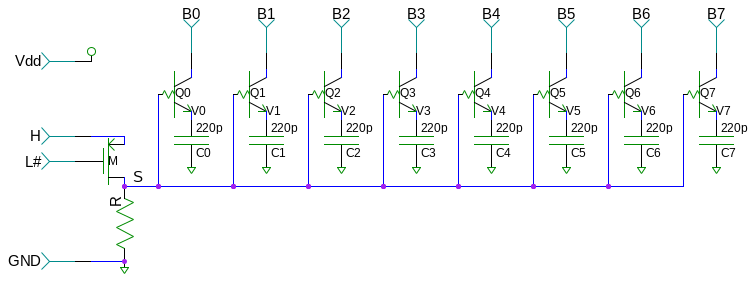 B0 B1 B2 B3 B4 B5 B6 B7
Vdd
Q0 Q1 Q2 Q3 Q4 Q5 Q6 Q7
V0 V1 V2 V3 V4 V5 V6 V7
220p 220p 220p 220p 220p 220p 220p 220p
H
C0 C1 C2 C3 C4 C5 C6 C7
L#
M
S
R
GND